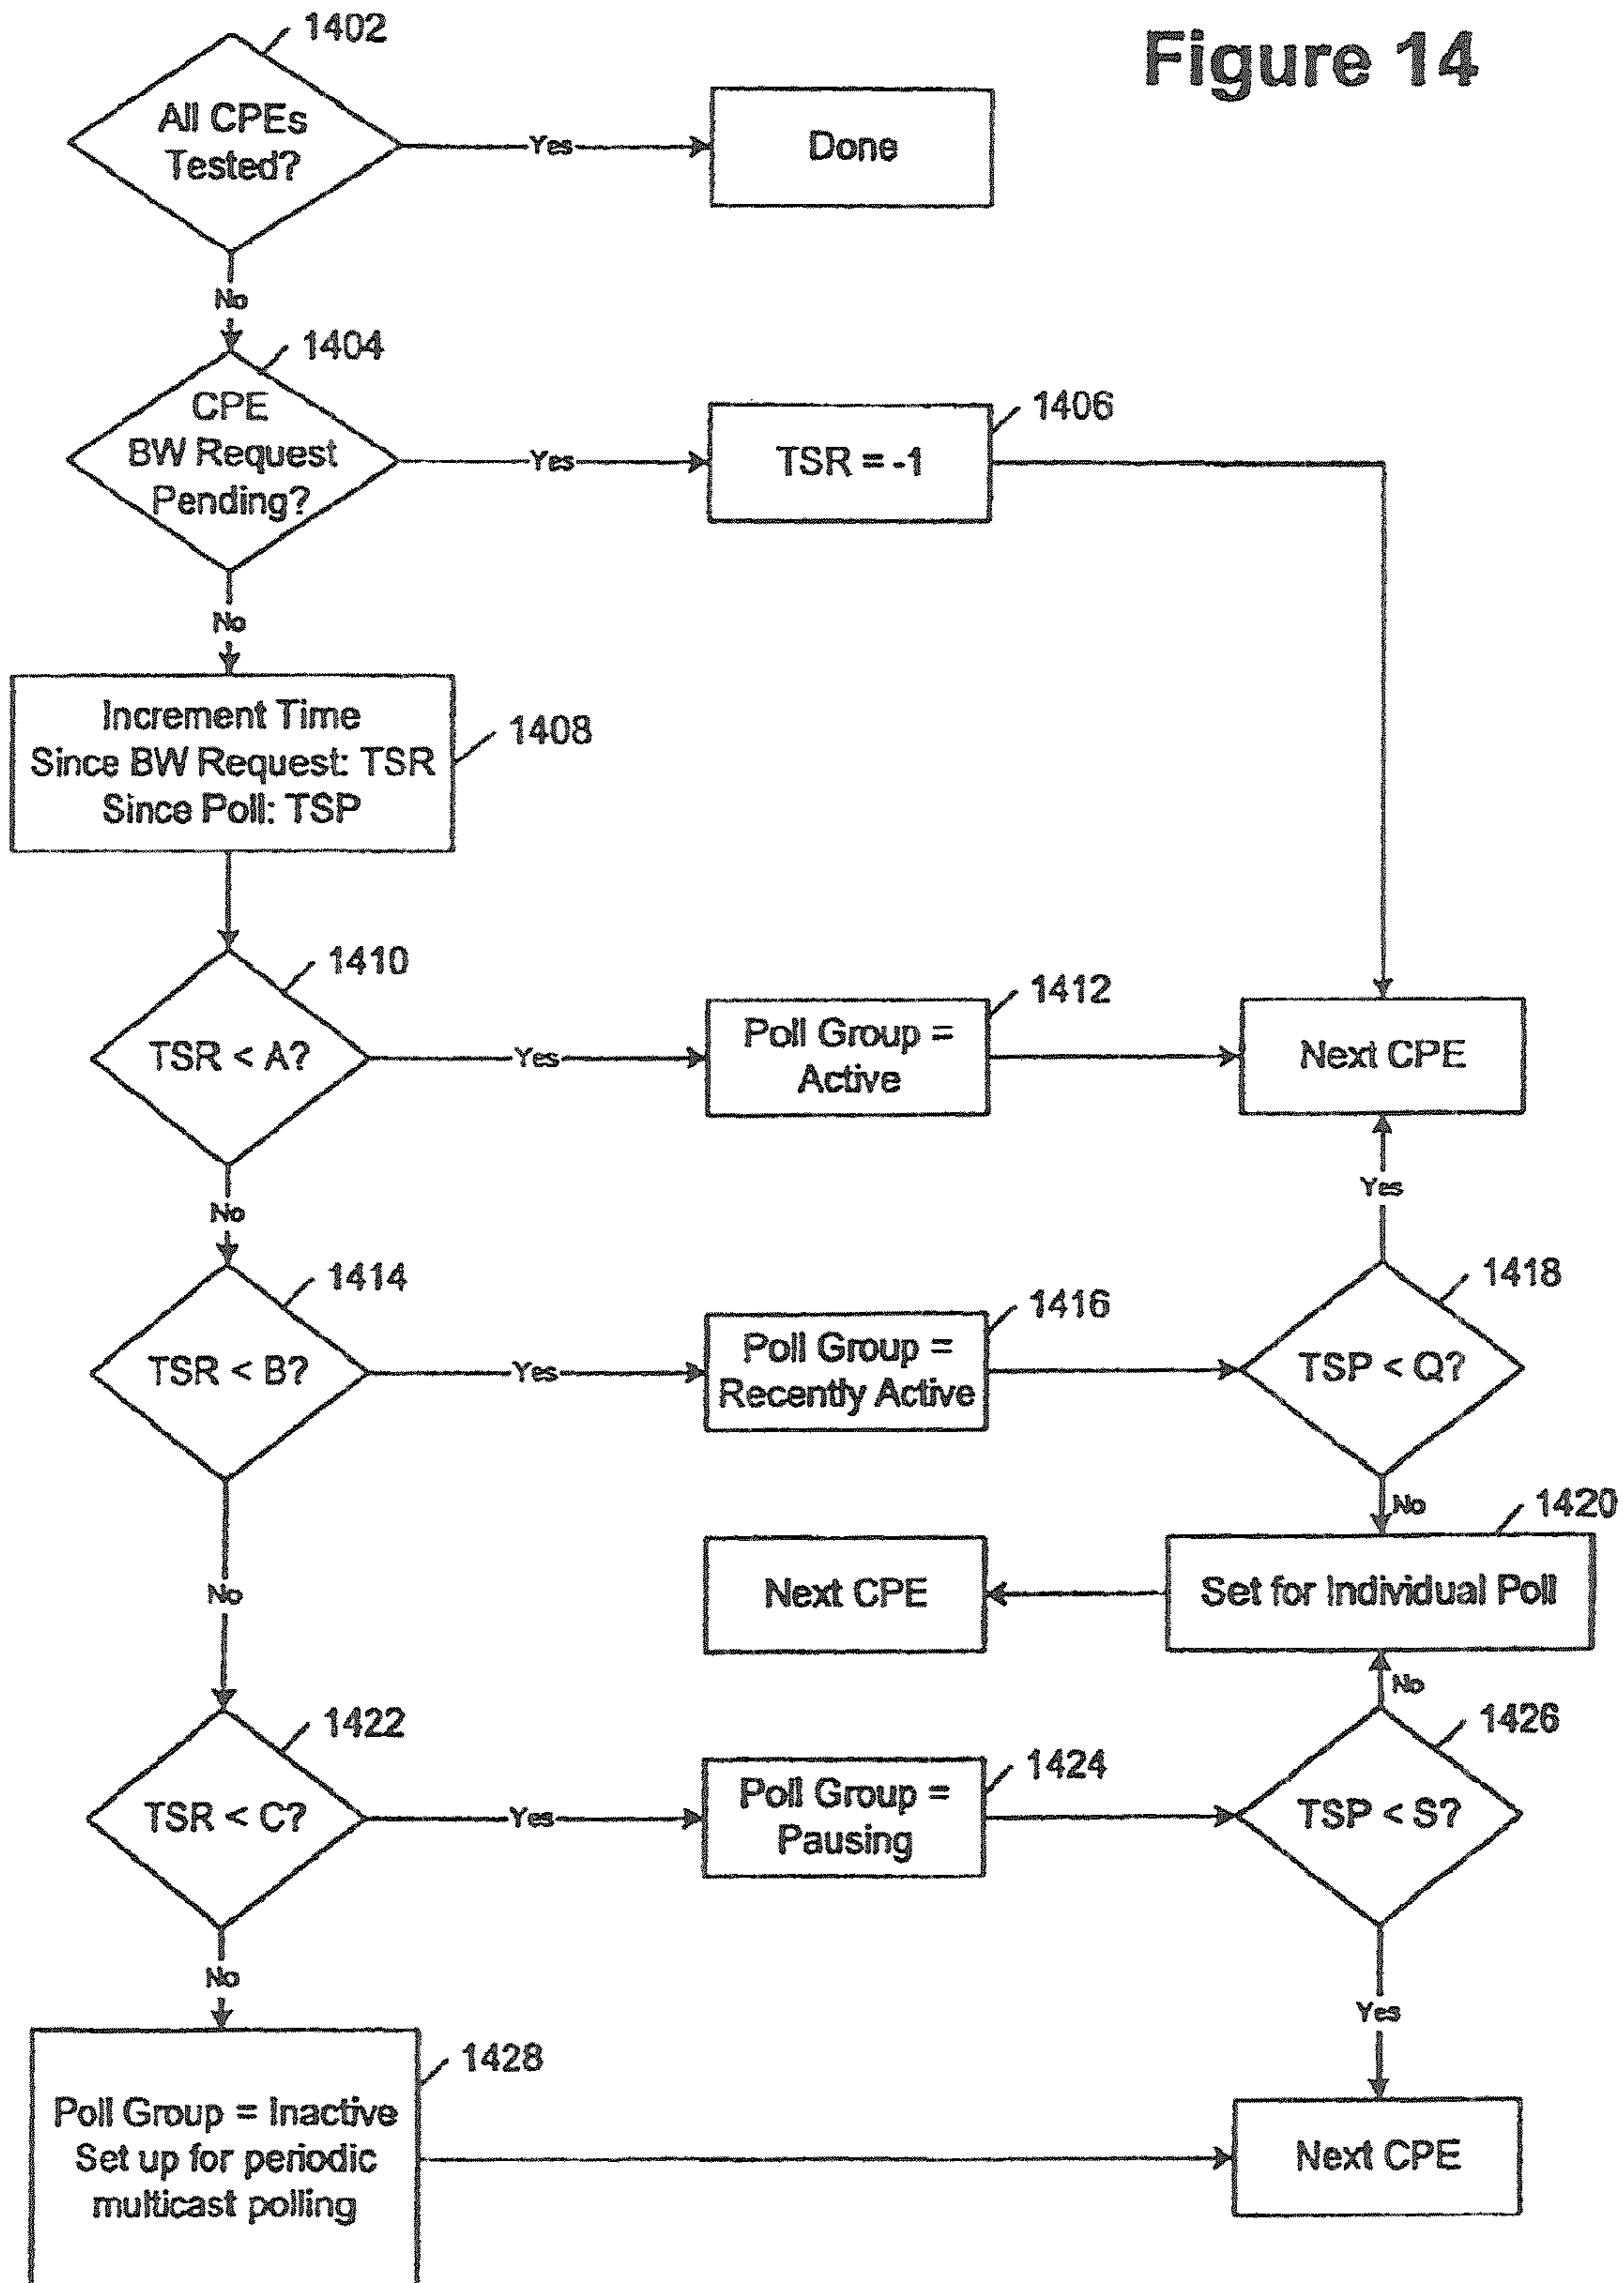 Figure 14
1402
All CPEs
Tested?
Yes
Done
No
1404
CPE
BW Request
Pending?
Yes
1406
TSR = -1
No
Increment Time
Since BW Request: TSR
Since Poll: TSP
1408
1410
TSR < A?
Yes
1412
Poll Group =
Active
Next CPE
No
Yes
1414
TSR < B?
Yes
1416
Poll Group =
Recently Active
1418
TSP < Q?
No
1420
Set for Individual Poll
Next CPE
No
No
1422
TSR < C?
Yes
1424
Poll Group =
Pausing
1426
TSP < S?
No
Yes
1428
Poll Group = Inactive
Set up for periodic
multicast polling
Next CPE